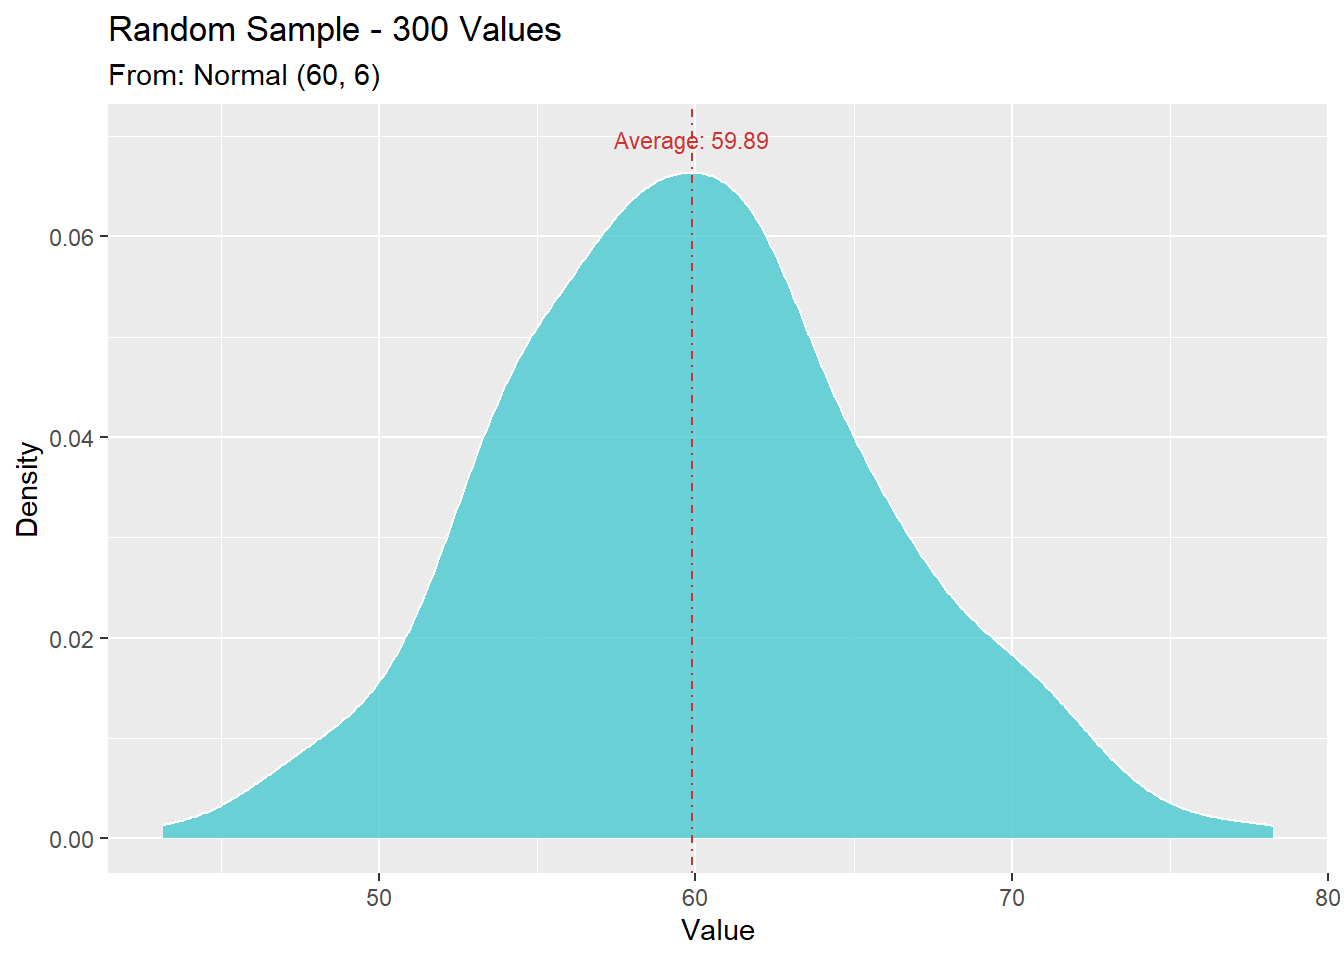 Random Sample - 300 Values
From: Normal (60, 6)
Average: 59.89
0.06
0.04
0.02
0.00
Density
50 60 70 80
Value